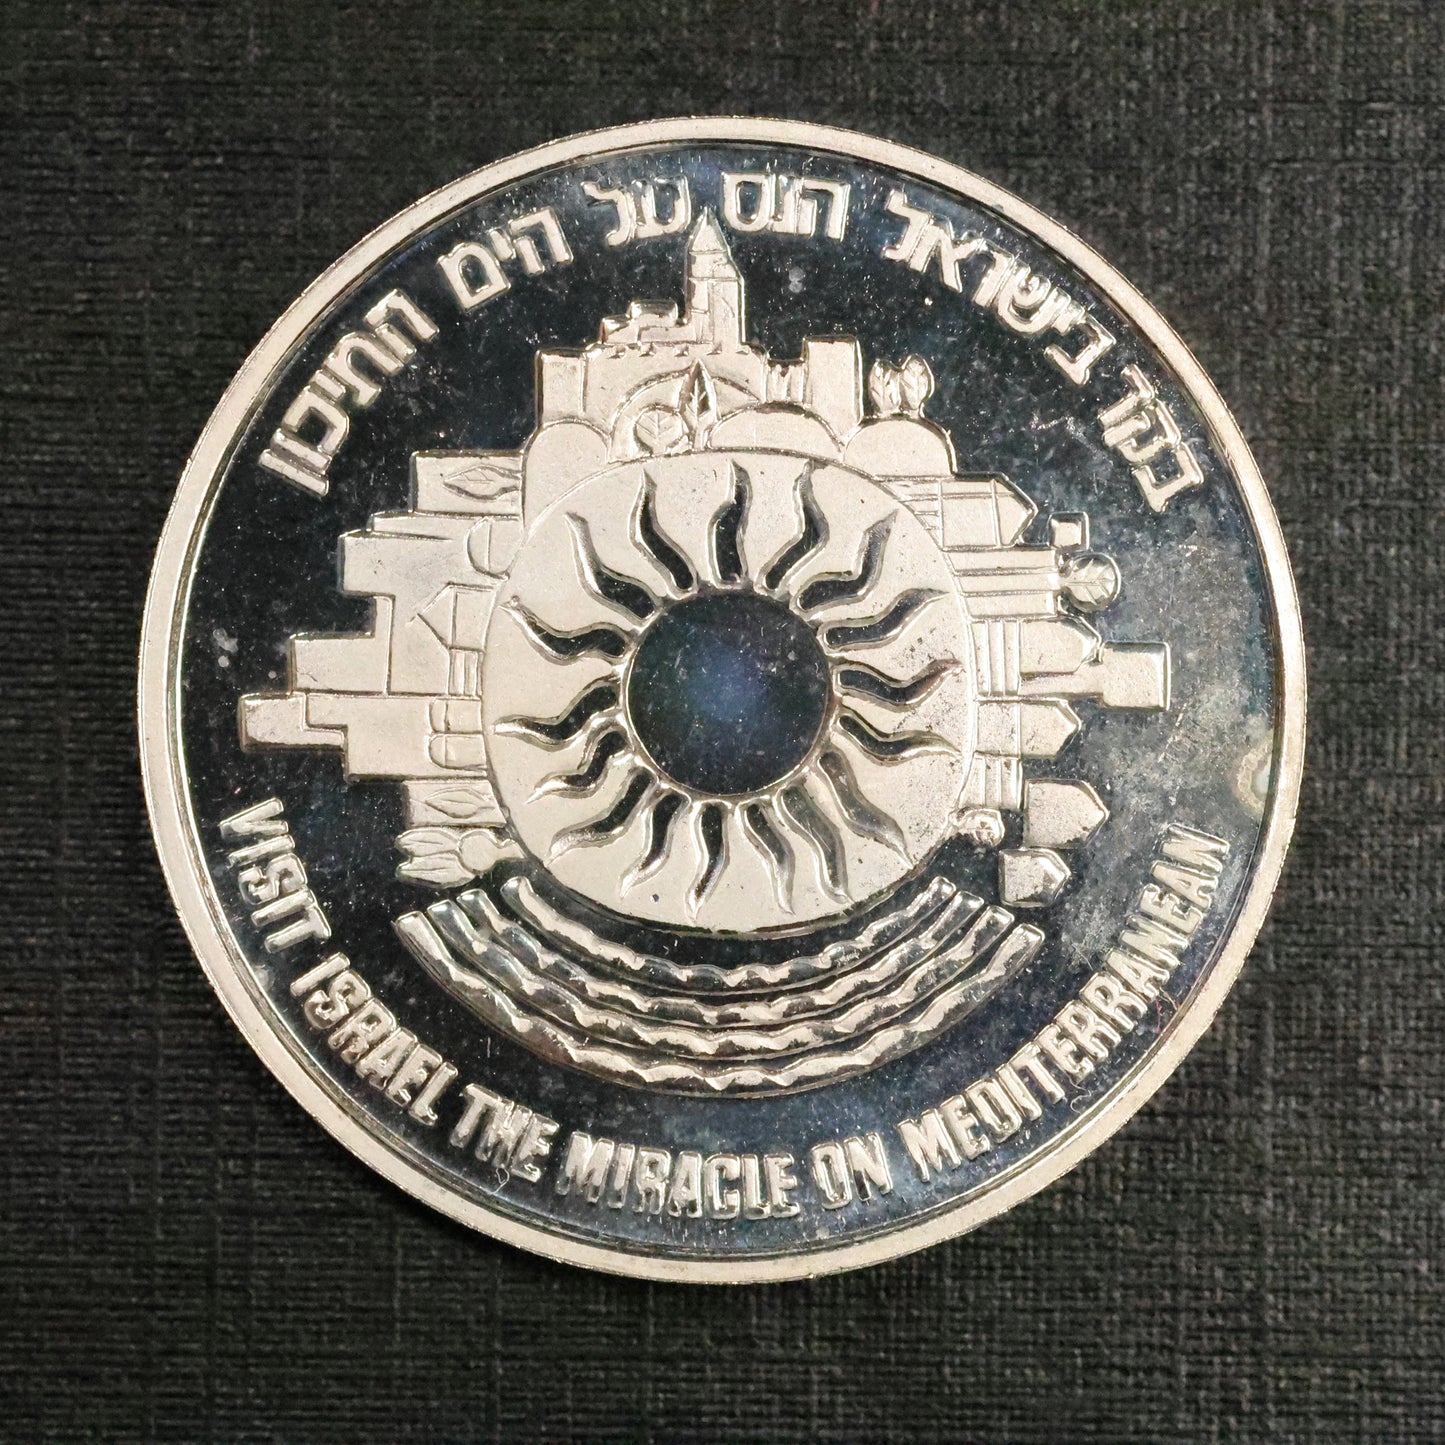 בקר בישראל הנס על הים התיכון
VISIT ISRAEL THE MIRACLE ON MEDITERRANEAN